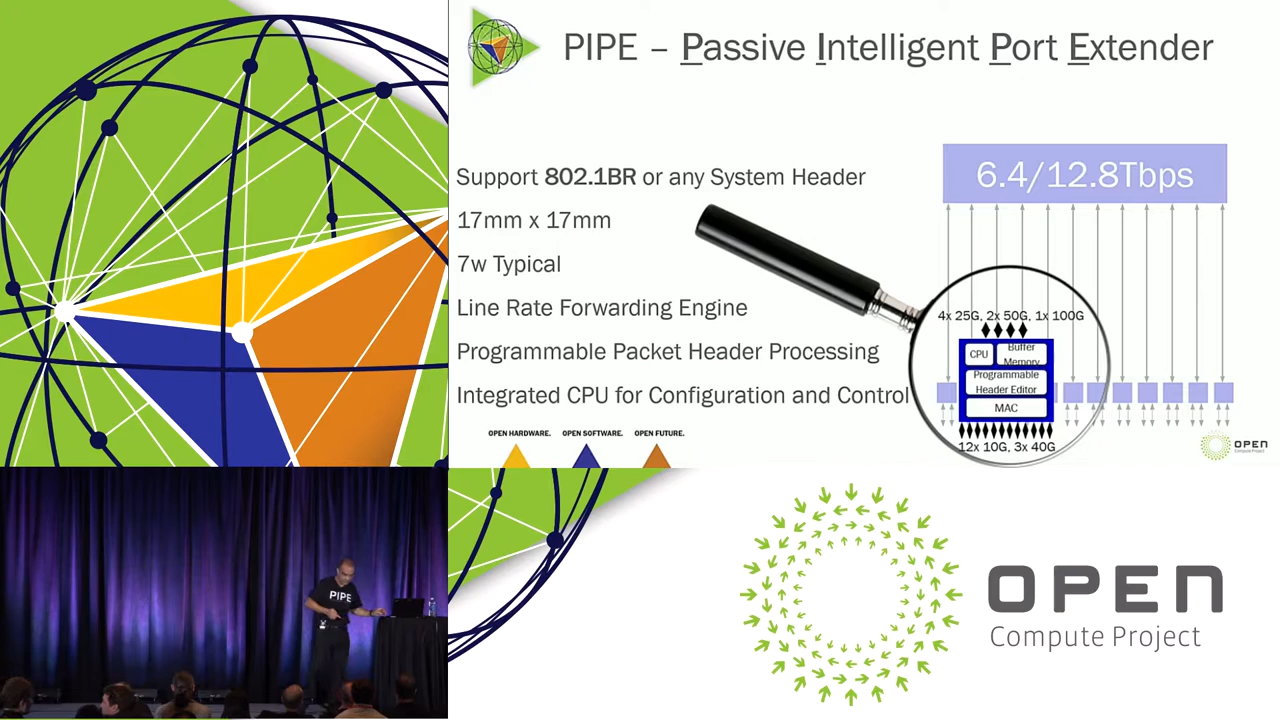 PIPE – Passive Intelligent Port Extender
Support 802.1BR or any System Header
17mm x 17mm
7w Typical
Line Rate Forwarding Engine
Programmable Packet Header Processing
Integrated CPU for Configuration and Control
6.4/12.8Tbps
4x 25G, 2x 50G, 1x 100G
CPU
Buffer
Memory
Programmable
Header Editor
MAC
12x 10G, 3x 40G
OPEN HARDWARE. OPEN SOFTWARE. OPEN FUTURE.
OPEN
Compute Project
PIPE
OPEN
Compute Project